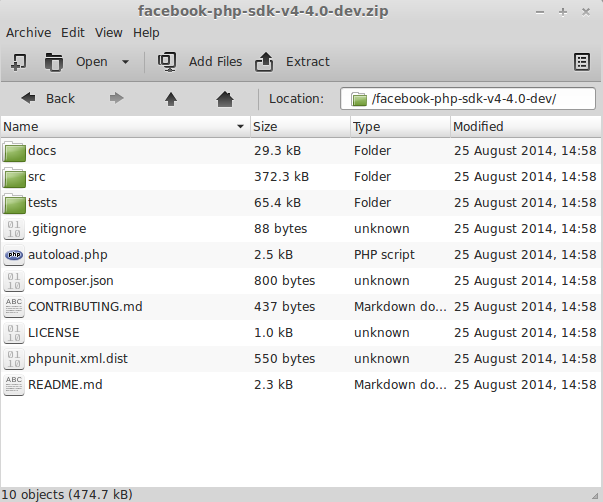 facebook-php-sdk-v4-4.0-dev.zip
Archive Edit View Help
Open Add Files Extract
Back Location: /facebook-php-sdk-v4-4.0-dev/
Name Size Type Modified
docs 29.3 kB Folder 25 August 2014, 14:58
src 372.3 kB Folder 25 August 2014, 14:58
tests 65.4 kB Folder 25 August 2014, 14:58
.gitignore 88 bytes unknown 25 August 2014, 14:58
php autoload.php 2.5 kB PHP script 25 August 2014, 14:58
composer.json 800 bytes unknown 25 August 2014, 14:58
ABC CONTRIBUTING.md 437 bytes Markdown do... 25 August 2014, 14:58
LICENSE 1.0 kB unknown 25 August 2014, 14:58
phpunit.xml.dist 550 bytes unknown 25 August 2014, 14:58
ABC README.md 2.3 kB Markdown do... 25 August 2014, 14:58
10 objects (474.7 kB)